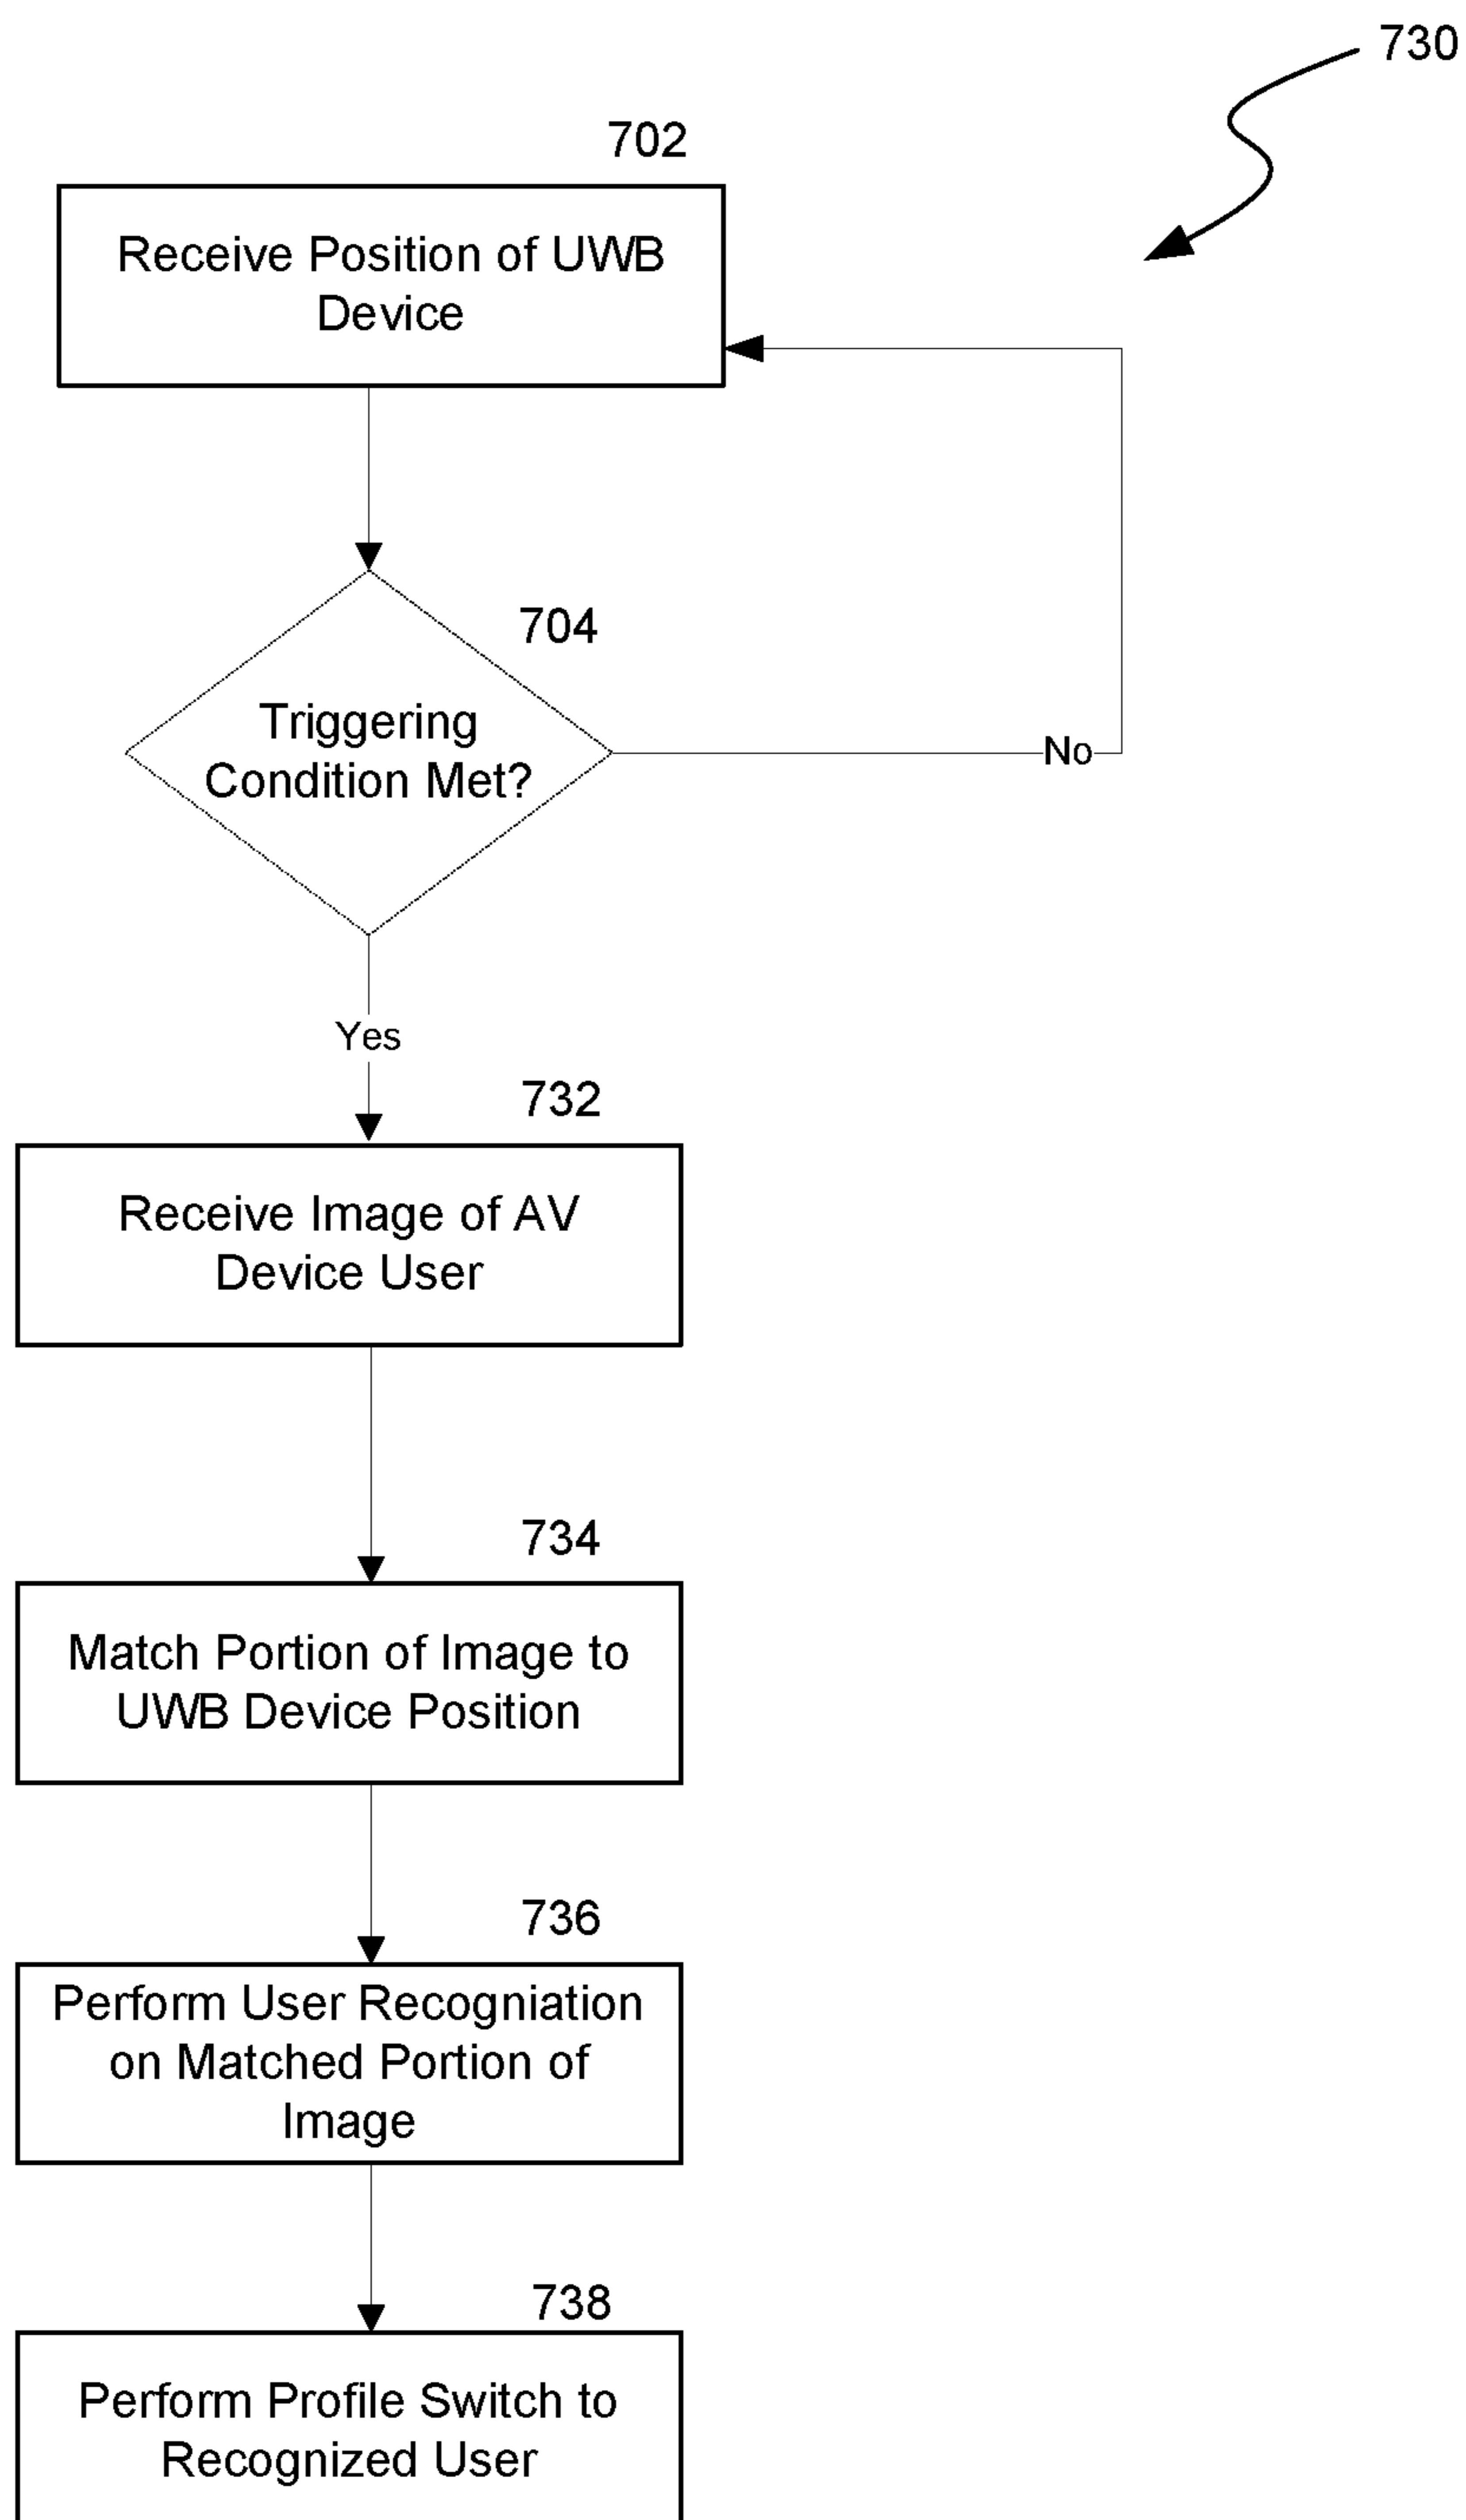 730
702
Receive Position of UWB
Device
704
Triggering
Condition Met?
No
Yes
732
Receive Image of AV
Device User
734
Match Portion of Image to
UWB Device Position
736
Perform User Recogniation
on Matched Portion of
Image
738
Perform Profile Switch to
Recognized User